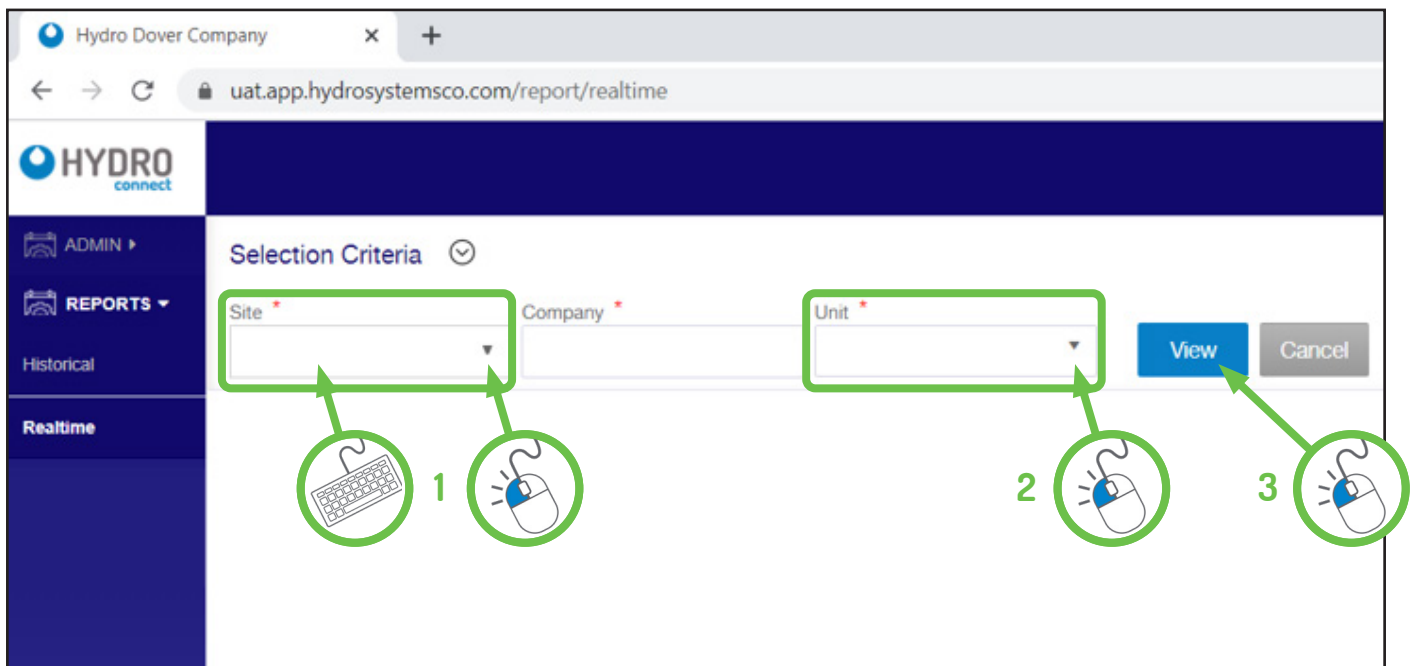 Hydro Dover Company
uat.app.hydrosystemsco.com/report/realtime
HYDRO
connect
ADMIN
REPORTS
Historical
Realtime
Selection Criteria
Site * Company * Unit *
View Cancel
1 2 3